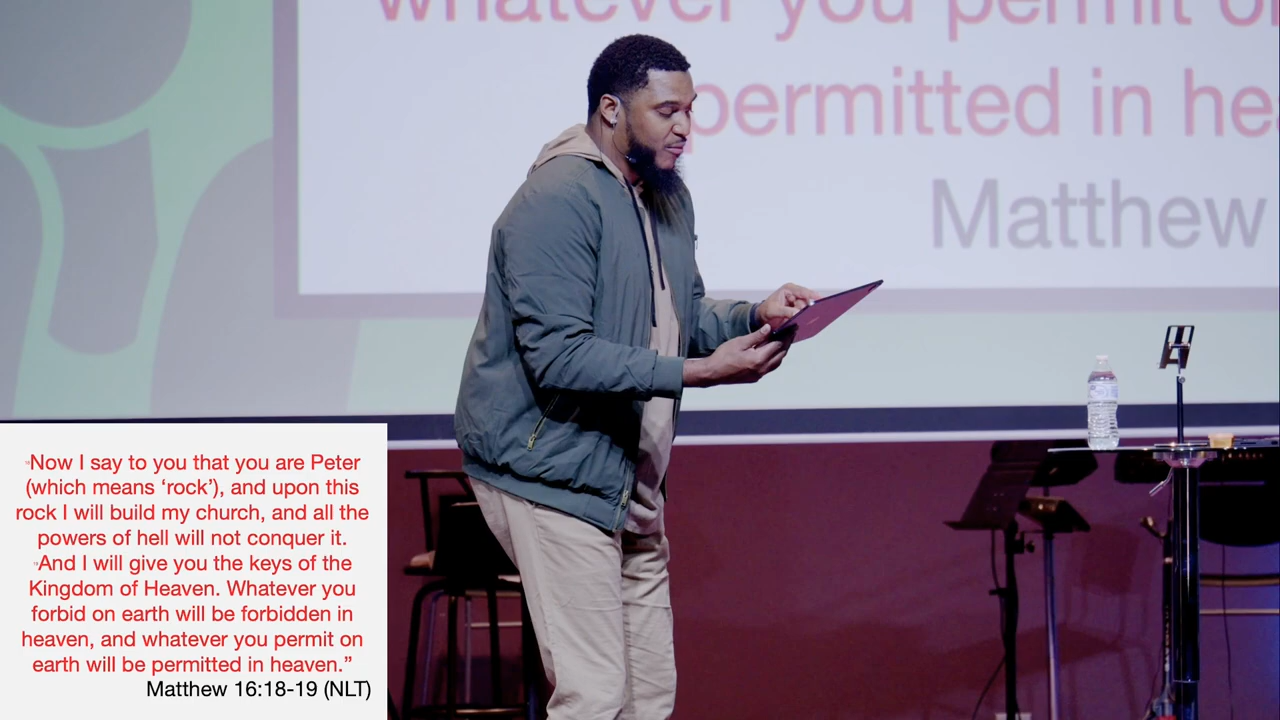 whatever you permit
permitted in he
Matthew
18Now I say to you that you are Peter
(which means ‘rock’), and upon this
rock I will build my church, and all the
powers of hell will not conquer it.
19And I will give you the keys of the
Kingdom of Heaven. Whatever you
forbid on earth will be forbidden in
heaven, and whatever you permit on
earth will be permitted in heaven.”
Matthew 16:18-19 (NLT)